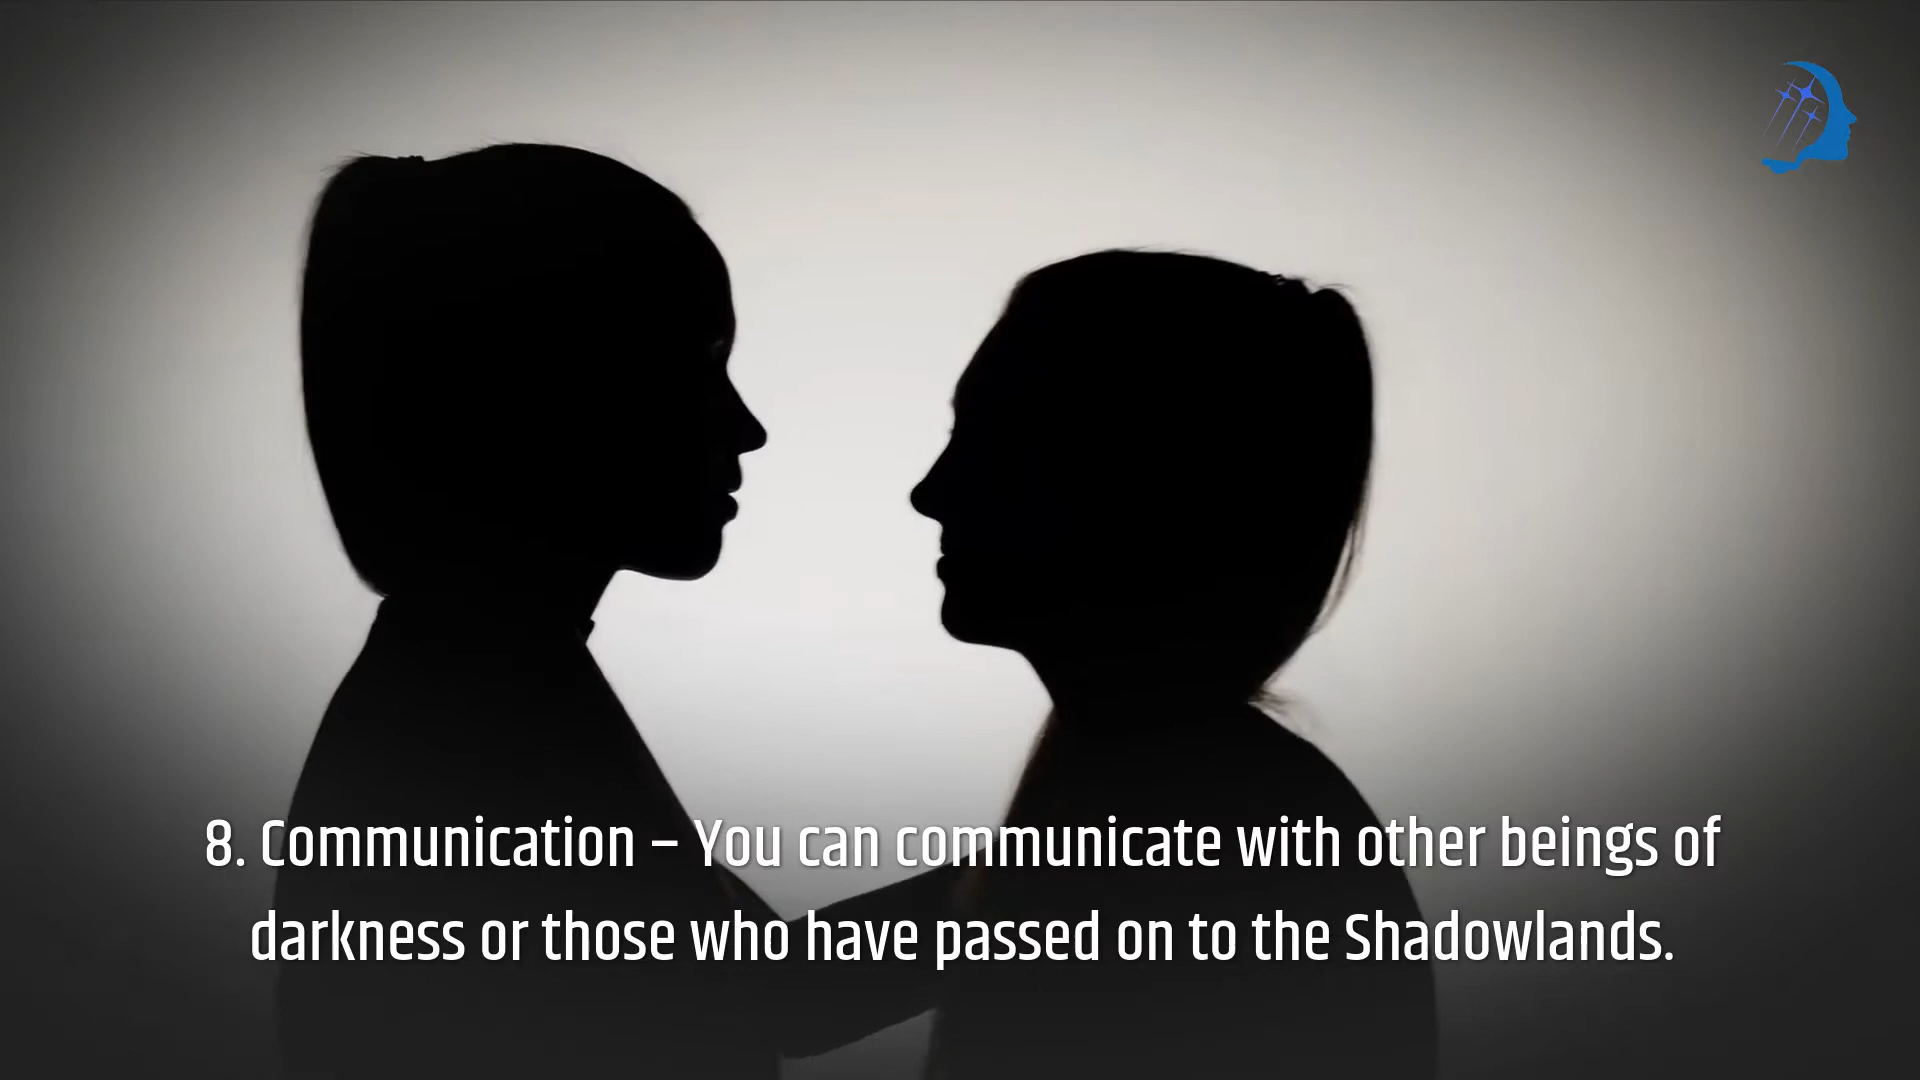 8. Communication – You can communicate with other beings of
darkness or those who have passed on to the Shadowlands.